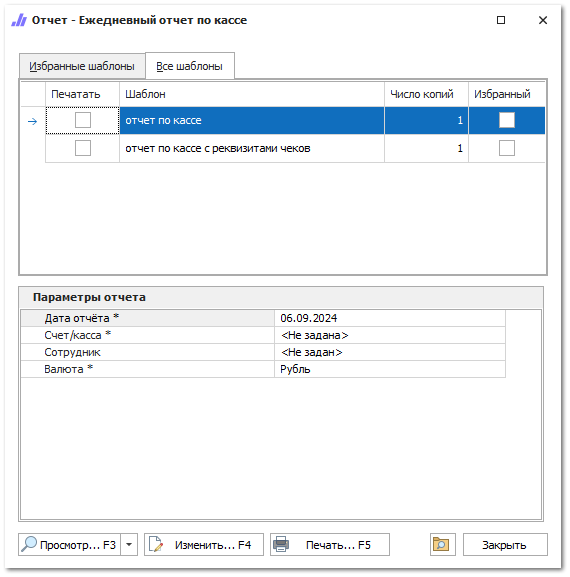 Отчет - Ежедневный отчет по кассе
Избранные шаблоны Все шаблоны
Печатать Шаблон Число копий Избранный
отчет по кассе 1
отчет по кассе с реквизитами чеков 1
Параметры отчета
Дата отчёта * 06.09.2024
Счет/касса * <Не задана>
Сотрудник <Не задан>
Валюта * Рубль
Просмотр... F3 Изменить... F4 Печать... F5 Закрыть